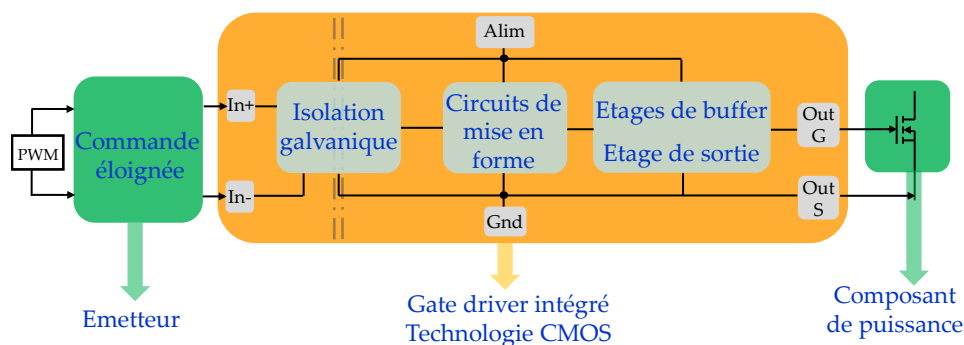 Alim
PWM
Commande
éloignée
In+
In-
Isolation
galvanique
Circuits de
mise en
forme
Etages de buffer
Etage de sortie
Out
G
Out
S
Gnd
Emetteur
Gate driver intégré
Technologie CMOS
Composant
de puissance